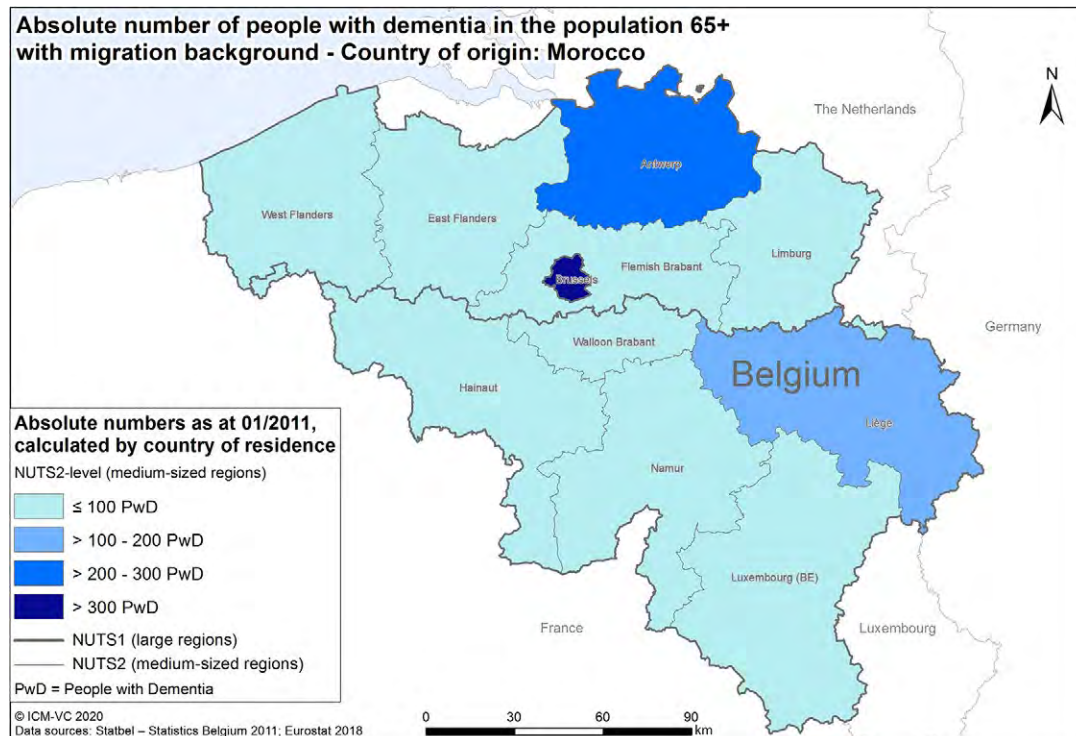 Absolute number of people with dementia in the population 65+
with migration background - Country of origin: Morocco
N
The Netherlands
Antwerp
West Flanders
East Flanders
Limburg
Flemish Brabant
Brussels
Germany
Walloon Brabant
Belgium
Hainaut
Liège
Namur
Luxembourg (BE)
France
Luxembourg
Absolute numbers as at 01/2011,
calculated by country of residence
NUTS2-level (medium-sized regions)
≤ 100 PwD
> 100 - 200 PwD
> 200 - 300 PwD
> 300 PwD
NUTS1 (large regions)
NUTS2 (medium-sized regions)
PwD = People with Dementia
© ICM-VC 2020
Data sources: Statbel – Statistics Belgium 2011; Eurostat 2018
0 30 60 90
km